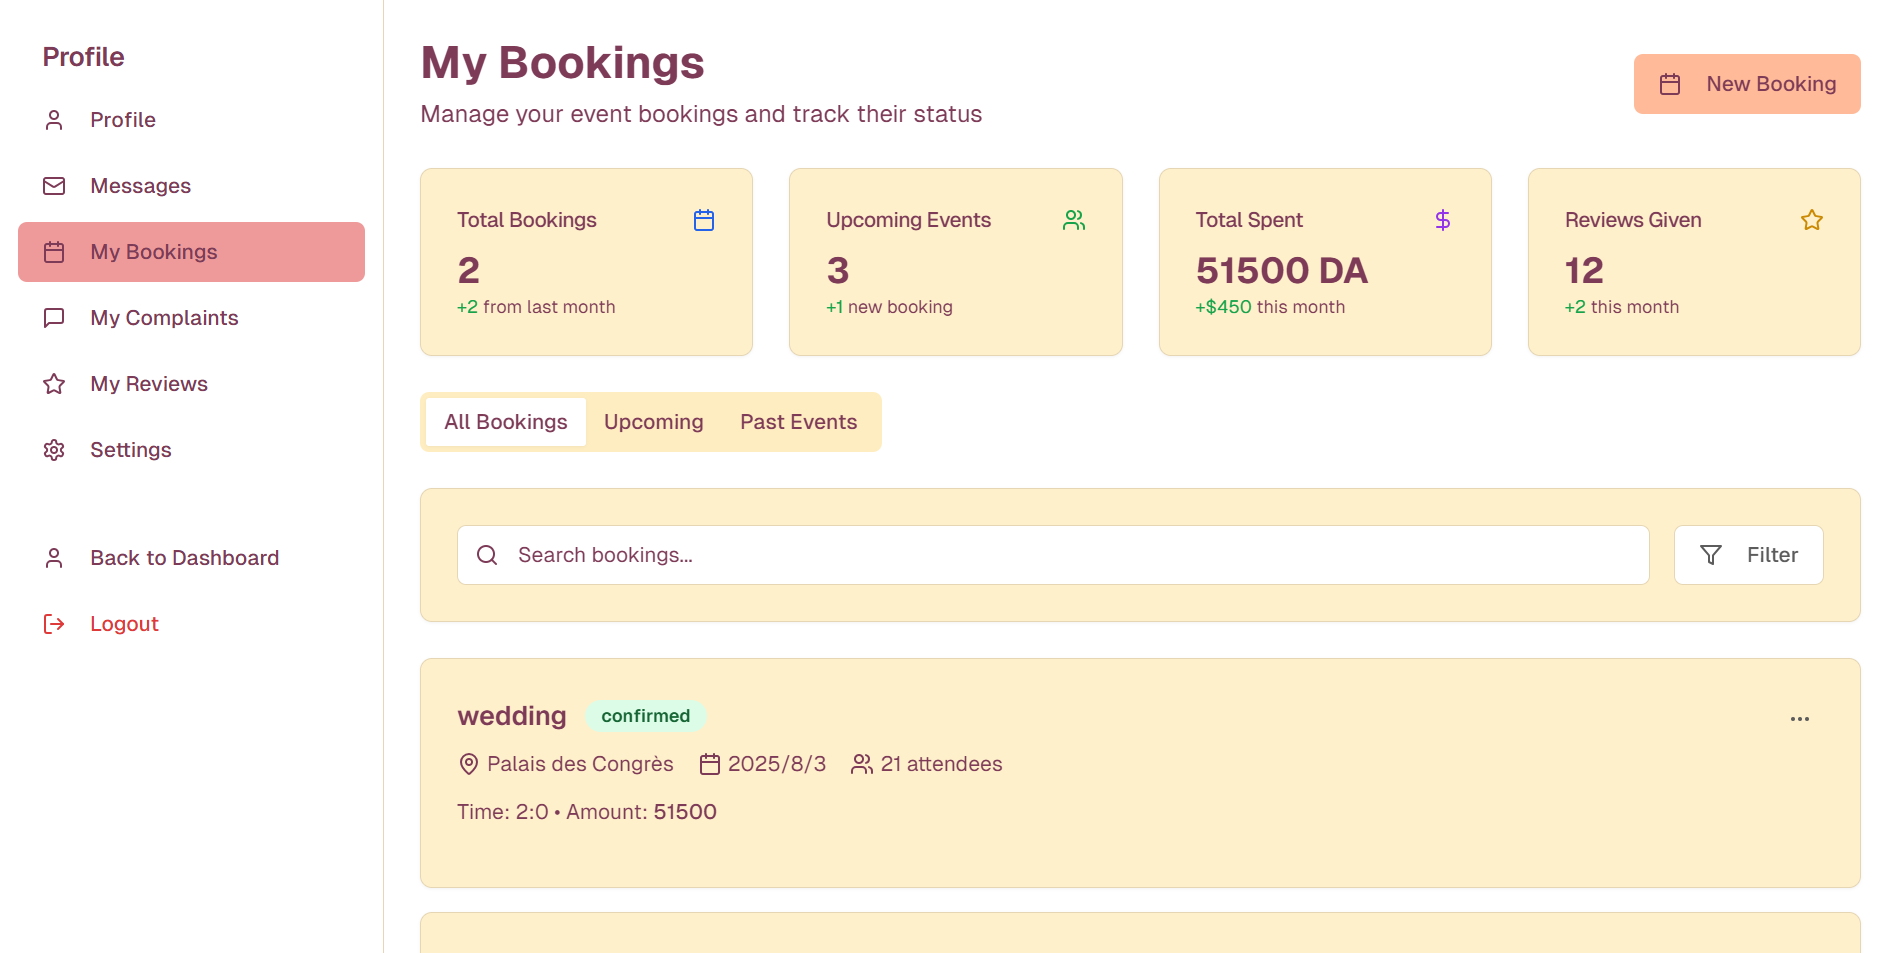 Profile
Profile
Messages
My Bookings
My Complaints
My Reviews
Settings
Back to Dashboard
Logout
My Bookings
Manage your event bookings and track their status
New Booking
Total Bookings
2
+2 from last month
Upcoming Events
3
+1 new booking
Total Spent
51500 DA
+$450 this month
Reviews Given
12
+2 this month
All Bookings Upcoming Past Events
Search bookings...
Filter
wedding confirmed
Palais des Congrès 2025/8/3 21 attendees
Time: 2:0 • Amount: 51500